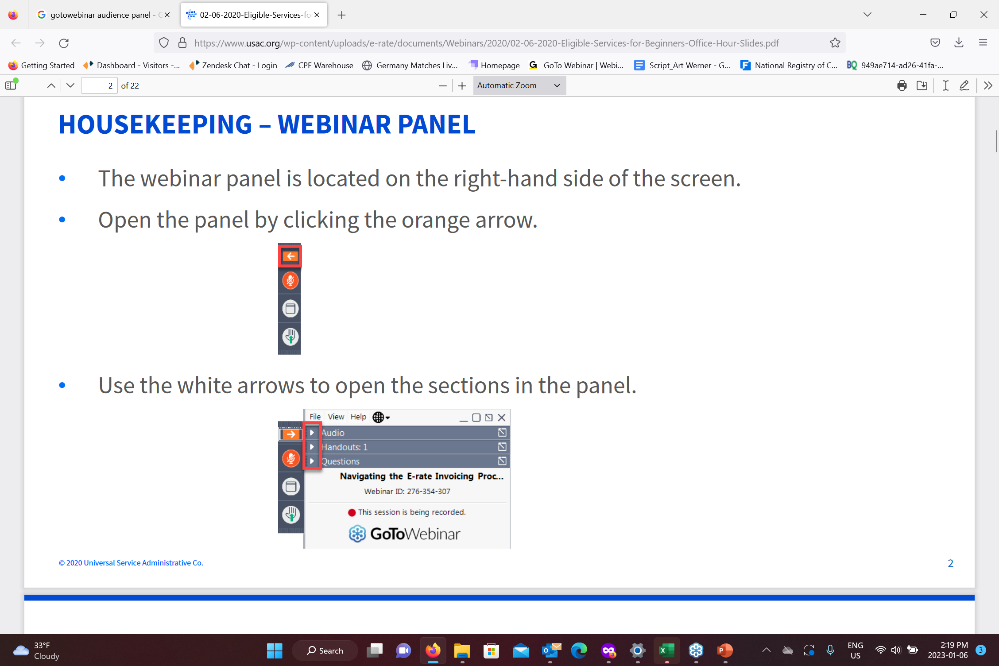 gotowebinar audience panel - G
02-06-2020-Eligible-Services-fo
https://www.usac.org/wp-content/uploads/e-rate/documents/Webinars/2020/02-06-2020-Eligible-Services-for-Beginners-Office-Hour-Slides.pdf
Getting Started
Dashboard - Visitors -...
Zendesk Chat - Login
CPE Warehouse
Germany Matches Liv...
Homepage
GoTo Webinar | Webi...
Script_Art Werner - G...
National Registry of C...
BQ 949ae714-ad26-41fa-...
2 of 22
Automatic Zoom
HOUSEKEEPING – WEBINAR PANEL
• The webinar panel is located on the right-hand side of the screen.
• Open the panel by clicking the orange arrow.
• Use the white arrows to open the sections in the panel.
File View Help
Audio
Handouts: 1
Questions
Navigating the E-rate Invoicing Proc...
Webinar ID: 276-354-307
This session is being recorded.
GoToWebinar
© 2020 Universal Service Administrative Co.
2
33°F
Cloudy
Search
ENG
US
2:19 PM
2023-01-06
3